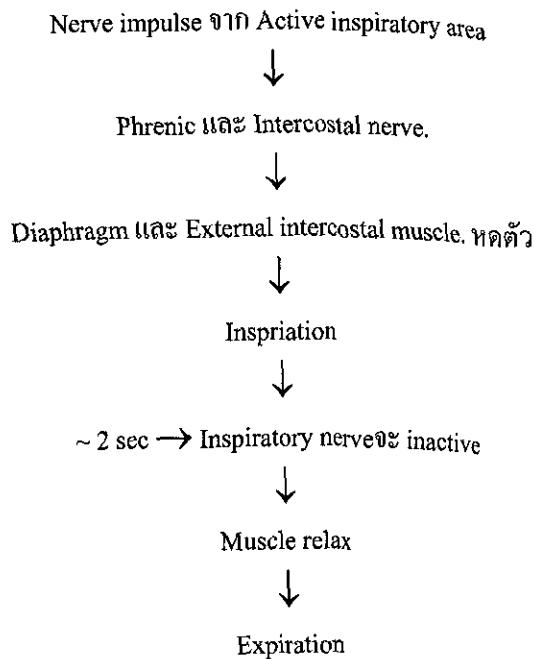 Nerve impulse จาก Active inspiratory area
↓
Phrenic และ Intercostal nerve.
↓
Diaphragm และ External intercostal muscle. หดตัว
↓
Inspriation
↓
~ 2 sec → Inspiratory nerveจะ inactive
↓
Muscle relax
↓
Expiration